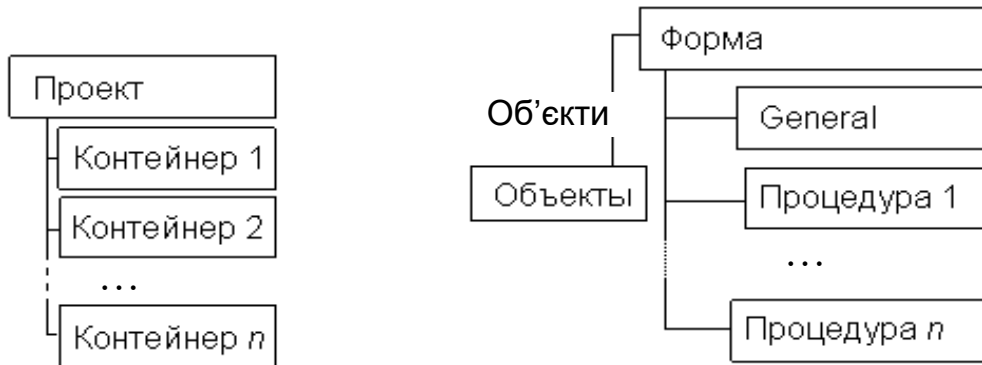 Проект
Контейнер 1
Контейнер 2
...
Контейнер n
Форма
Об’єкти
General
Объекты
Процедура 1
...
Процедура n